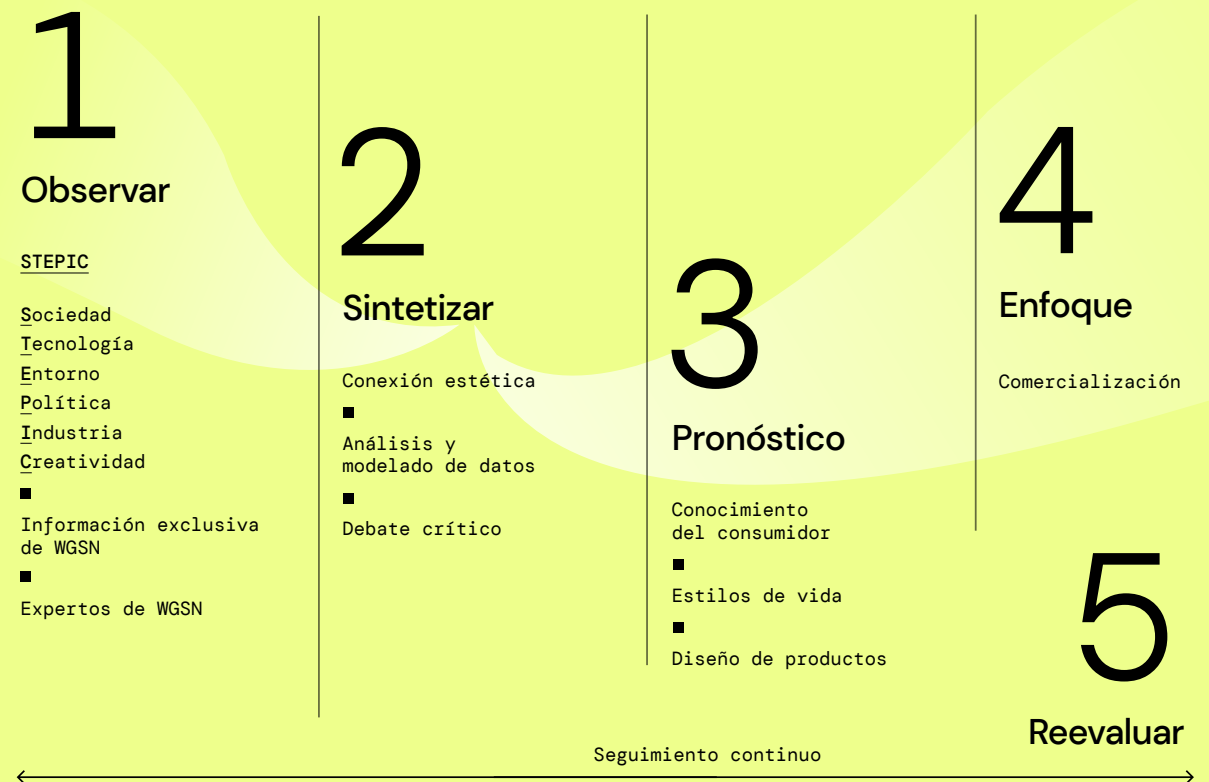 1
Observar
STEPIC
Sociedad
Tecnología
Entorno
Política
Industria
Creatividad
Información exclusiva
de WGSN
Expertos de WGSN
2
Sintetizar
Conexión estética
Análisis y
modelado de datos
Debate crítico
3
Pronóstico
Conocimiento
del consumidor
Estilos de vida
Diseño de productos
4
Enfoque
Comercialización
5
Reevaluar
Seguimiento continuo